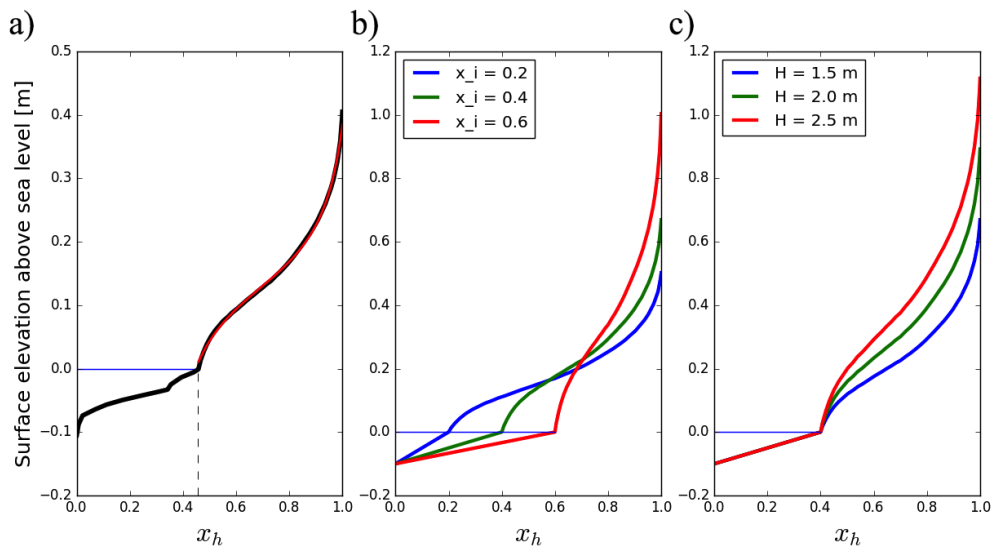 a)
b)
c)
Surface elevation above sea level [m]
0.5
0.4
0.3
0.2
0.1
0.0
−0.1
−0.2
0.0 0.2 0.4 0.6 0.8 1.0
x_h
1.2
1.0
0.8
0.6
0.4
0.2
0.0
−0.2
x_i = 0.2
x_i = 0.4
x_i = 0.6
0.0 0.2 0.4 0.6 0.8 1.0
x_h
1.2
1.0
0.8
0.6
0.4
0.2
0.0
−0.2
H = 1.5 m
H = 2.0 m
H = 2.5 m
0.0 0.2 0.4 0.6 0.8 1.0
x_h